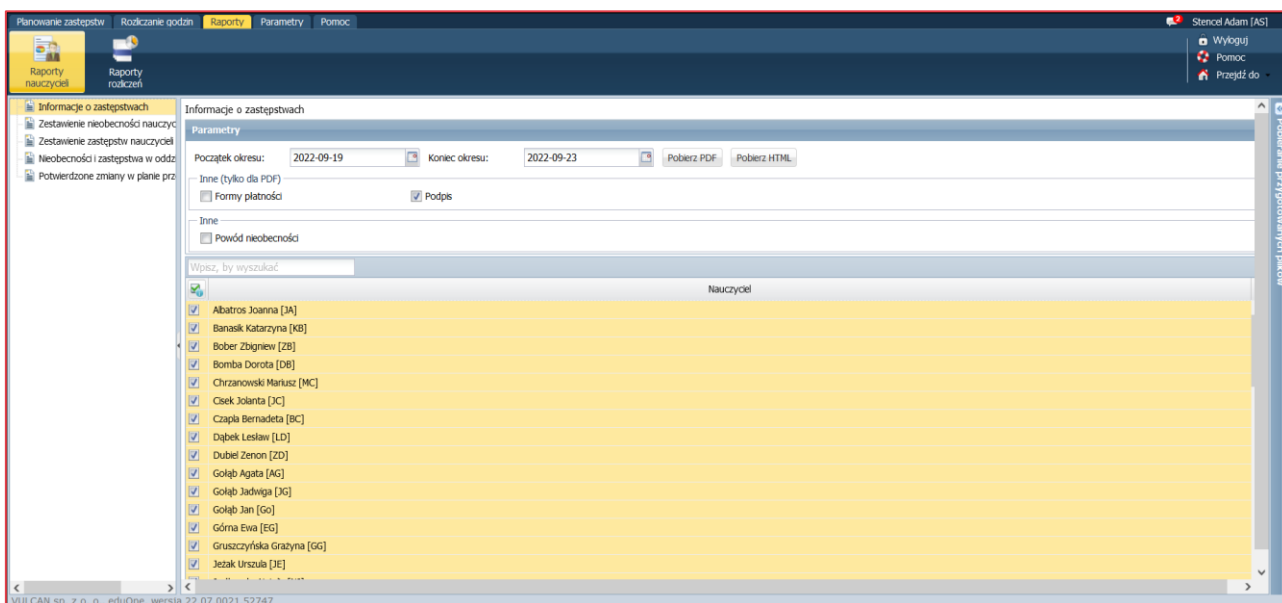 Planowanie zastępstw Rozliczanie godzin Raporty Parametry Pomoc 2 Stencel Adam [AS]
Raporty nauczycieli
Raporty rozliczeń
Wyloguj
Pomoc
Przejdź do
Informacje o zastępstwach
Zestawienie nieobecności nauczyc
Zestawienie zastępstw nauczycieli
Nieobecności i zastępstwa w oddz
Potwierdzone zmiany w planie prz
Informacje o zastępstwach
Parametry
Początek okresu: 2022-09-19 Koniec okresu: 2022-09-23 Pobierz PDF Pobierz HTML
Inne (tylko dla PDF)
Formy płatności Podpis
Inne
Powód nieobecności
Wpisz, by wyszukać
Nauczyciel
Albatros Joanna [JA]
Banasik Katarzyna [KB]
Bober Zbigniew [ZB]
Bomba Dorota [DB]
Chrzanowski Mariusz [MC]
Cisek Jolanta [JC]
Czapla Bernadeta [BC]
Dąbek Lesław [LD]
Dubiel Zenon [ZD]
Gołąb Agata [AG]
Gołąb Jadwiga [JG]
Gołąb Jan [Go]
Górna Ewa [EG]
Gruszczyńska Grażyna [GG]
Jeżak Urszula [JE]
Pobieranie przygotowanych plików
VULCAN sp. z o. o., eduOne, wersja 22.07.0021.52747